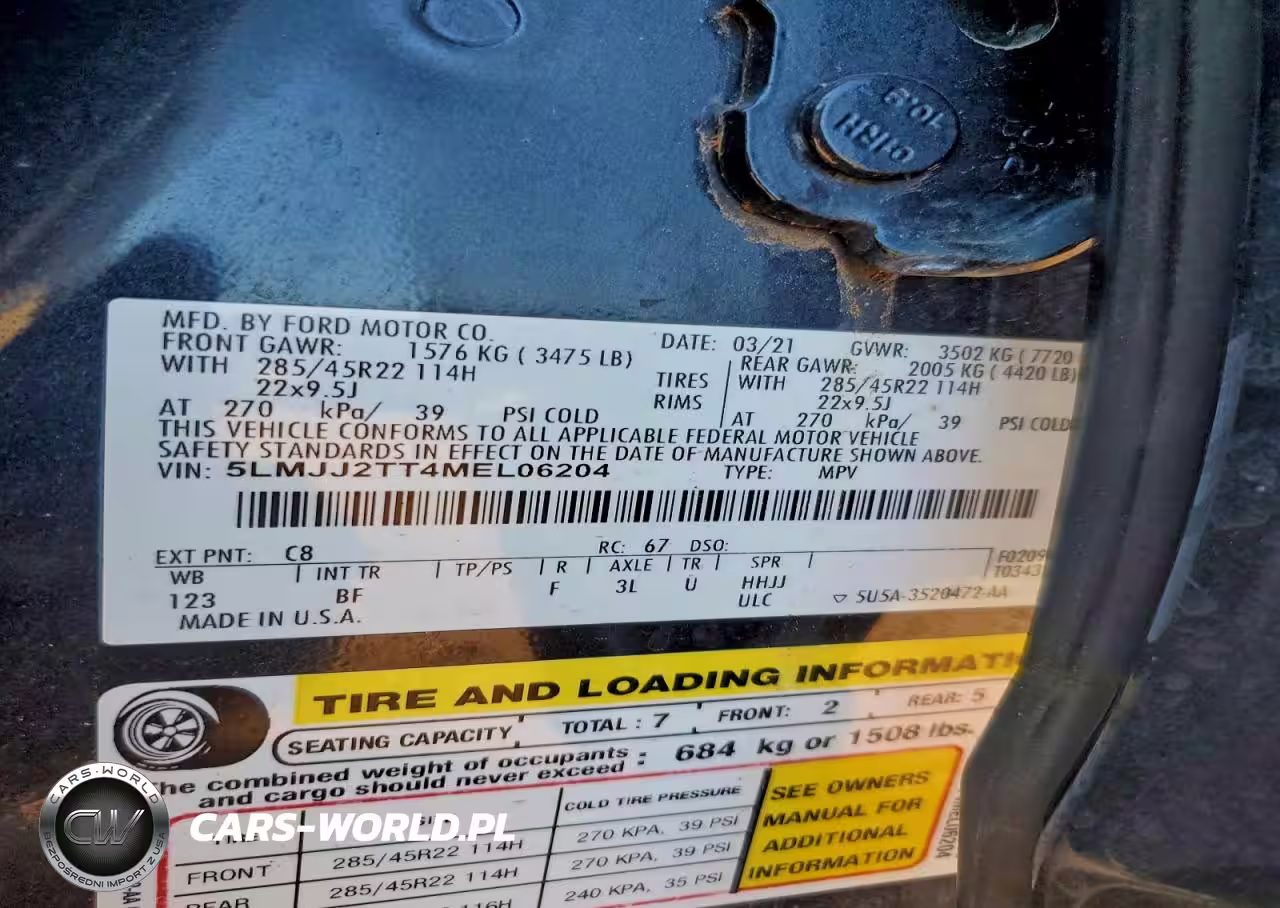 MFD. BY FORD MOTOR CO.
DATE: 03/21 GVWR: 3502 KG ( 7720
FRONT GAWR: 1576 KG ( 3475 LB) REAR GAWR: 2005 KG ( 4420 LB)
WITH 285/45R22 114H TIRES WITH 285/45R22 114H
22x9.5J RIMS 22x9.5J
AT 270 kPa/ 39 PSI COLD AT 270 kPa/ 39 PSI COLD
THIS VEHICLE CONFORMS TO ALL APPLICABLE FEDERAL MOTOR VEHICLE
SAFETY STANDARDS IN EFFECT ON THE DATE OF MANUFACTURE SHOWN ABOVE.
VIN: 5LMJJ2TT4MEL06204 TYPE: MPV
EXT PNT: C8 RC: 67 DSO:
WB INT TR TP/PS R AXLE TR SPR F0209
123 BF F 3L U HHJJ T0343
ULC 5U5A-3520472-AA
MADE IN U.S.A.
TIRE AND LOADING INFORMATI
SEATING CAPACITY TOTAL : 7 FRONT: 2 REAR: 5
The combined weight of occupants
and cargo should never exceed : 684 kg or 1508 lbs.
COLD TIRE PRESSURE
FRONT 285/45R22 114H 270 KPA, 39 PSI
REAR 285/45R22 114H 270 KPA, 39 PSI
116H 240 KPA, 35 PSI
SEE OWNERS
MANUAL FOR
ADDITIONAL
INFORMATION
CARS-WORLD
CW
BEZPOŚREDNI IMPORT Z USA
CARS-WORLD.PL